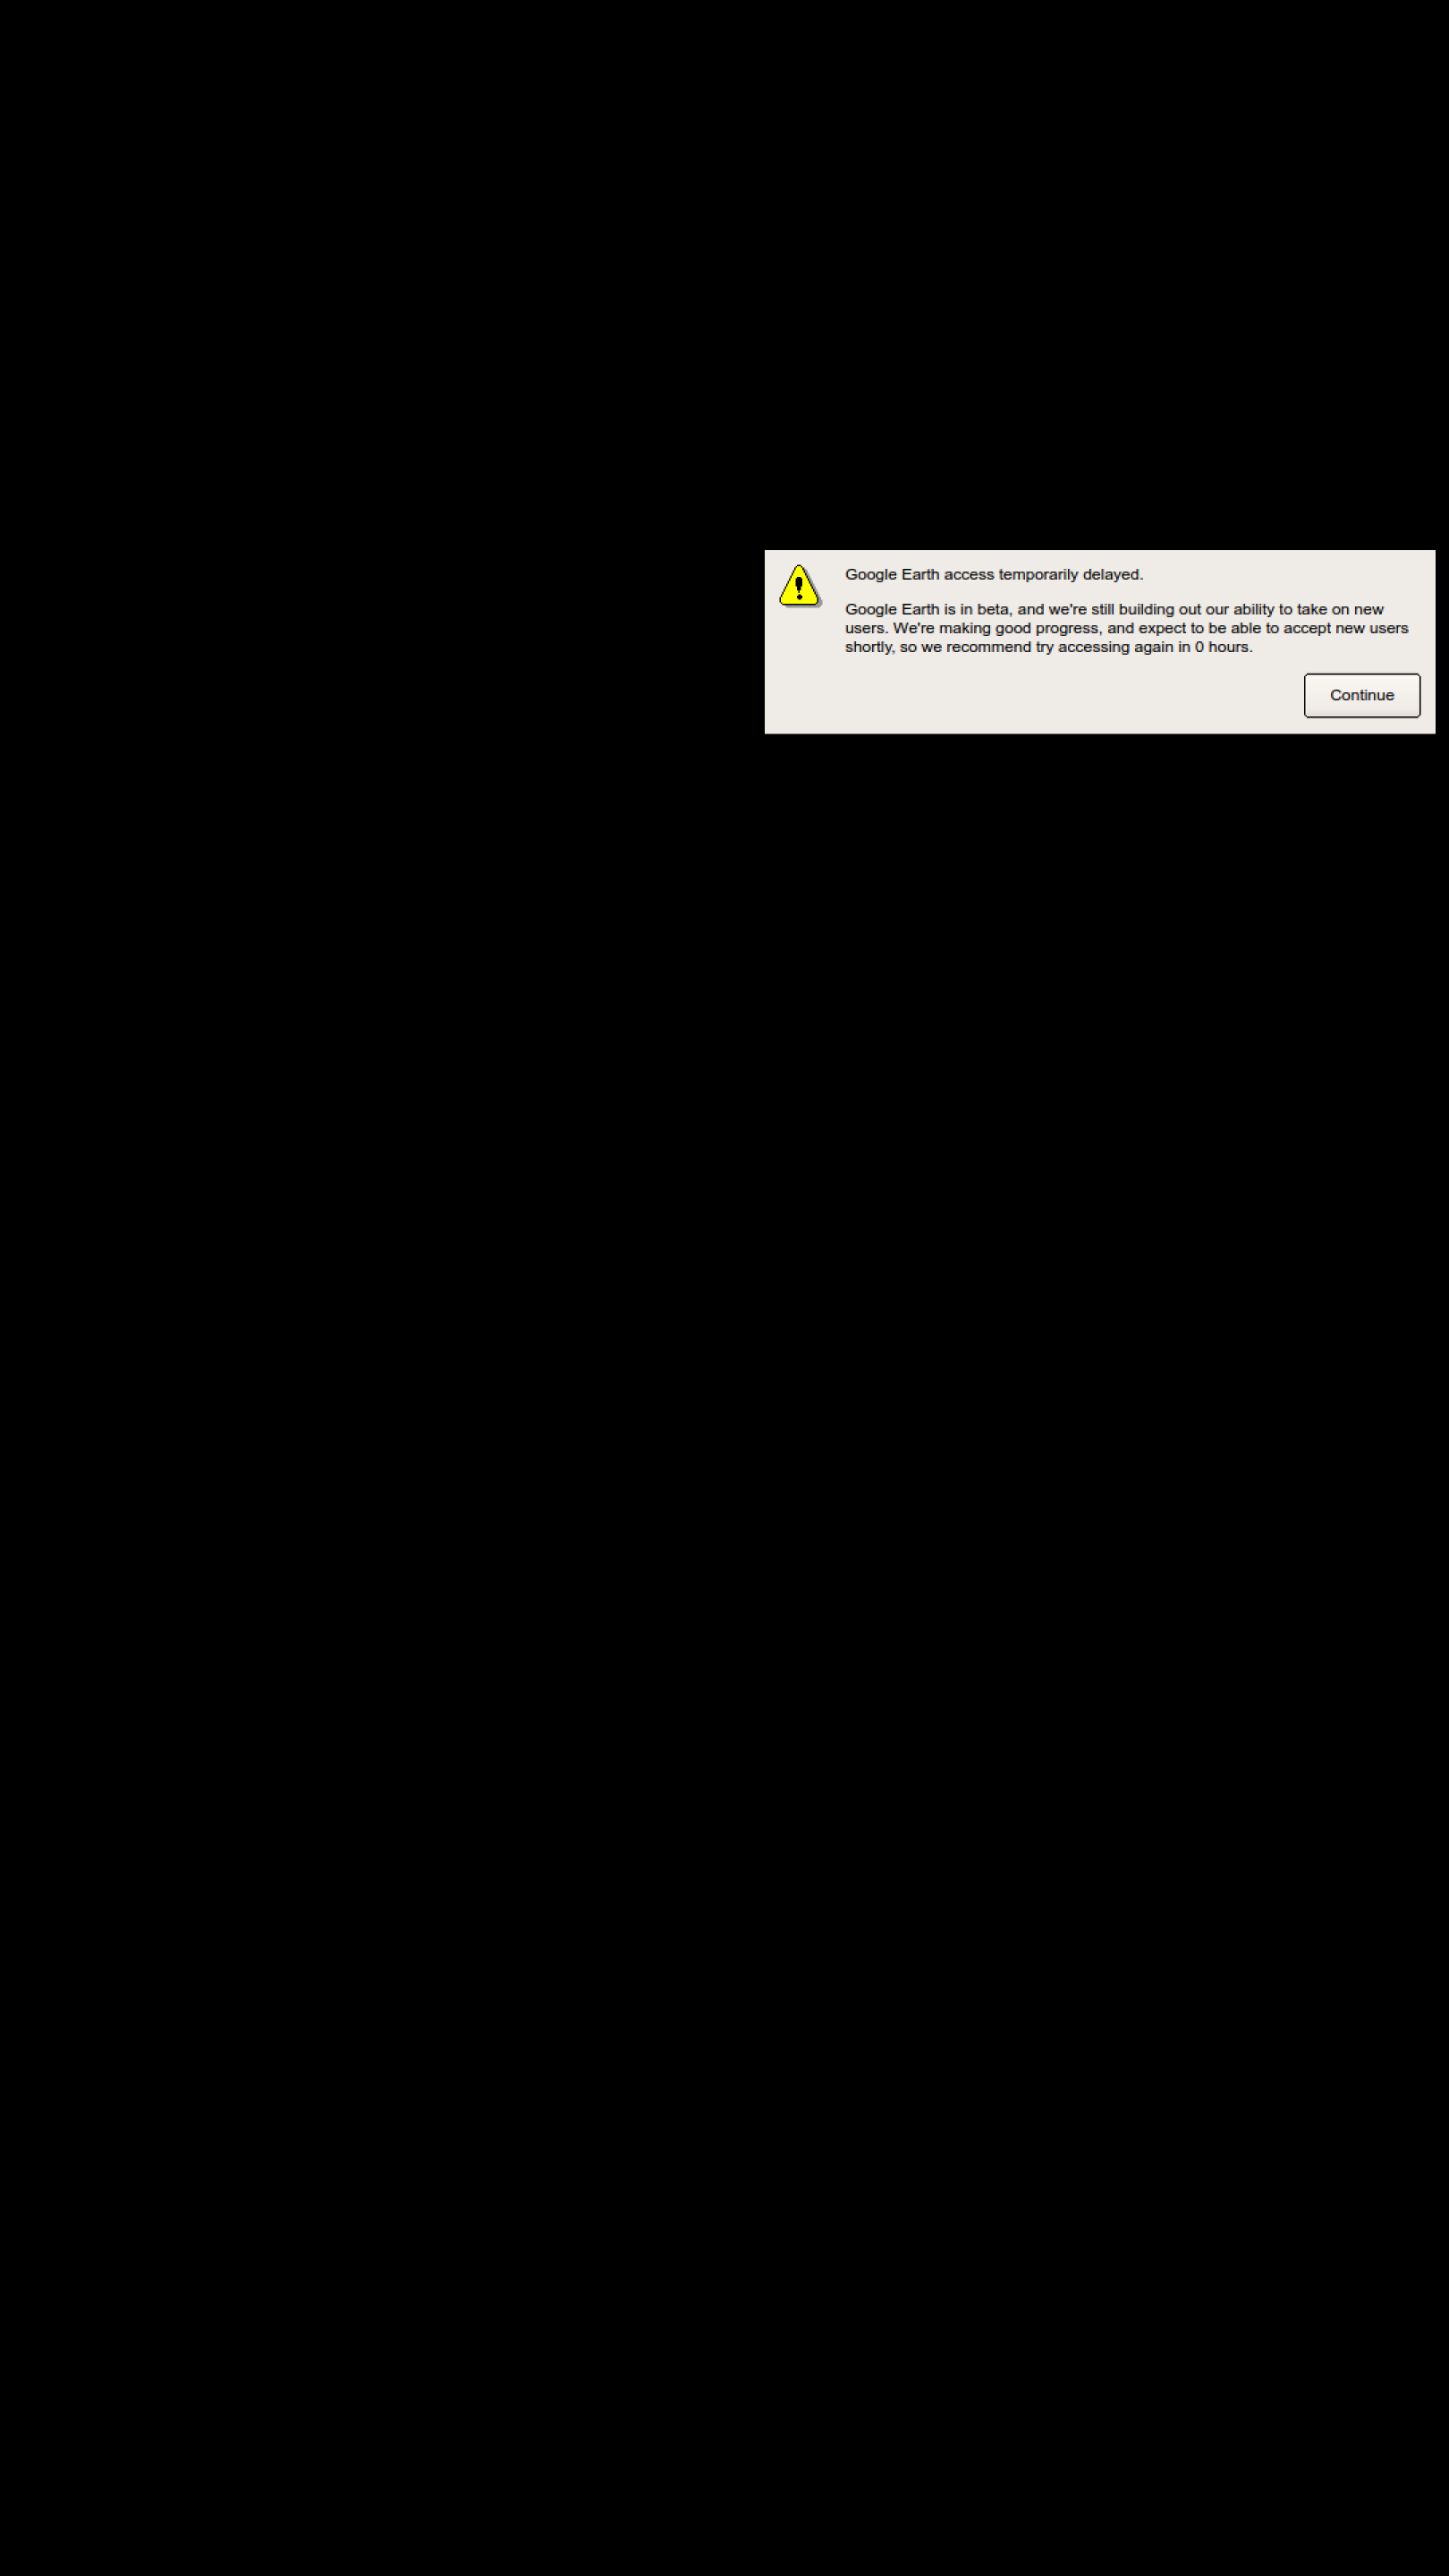 Google Earth access temporarily delayed.
Google Earth is in beta, and we're still building out our ability to take on new
users. We're making good progress, and expect to be able to accept new users
shortly, so we recommend try accessing again in 0 hours.
Continue